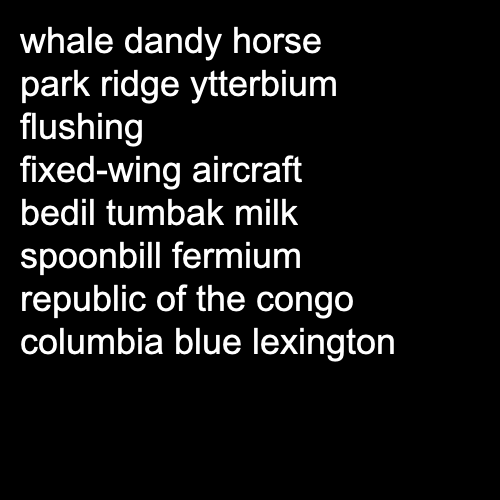 whale dandy horse
park ridge ytterbium
flushing
fixed-wing aircraft
bedil tumbak milk
spoonbill fermium
republic of the congo
columbia blue lexington